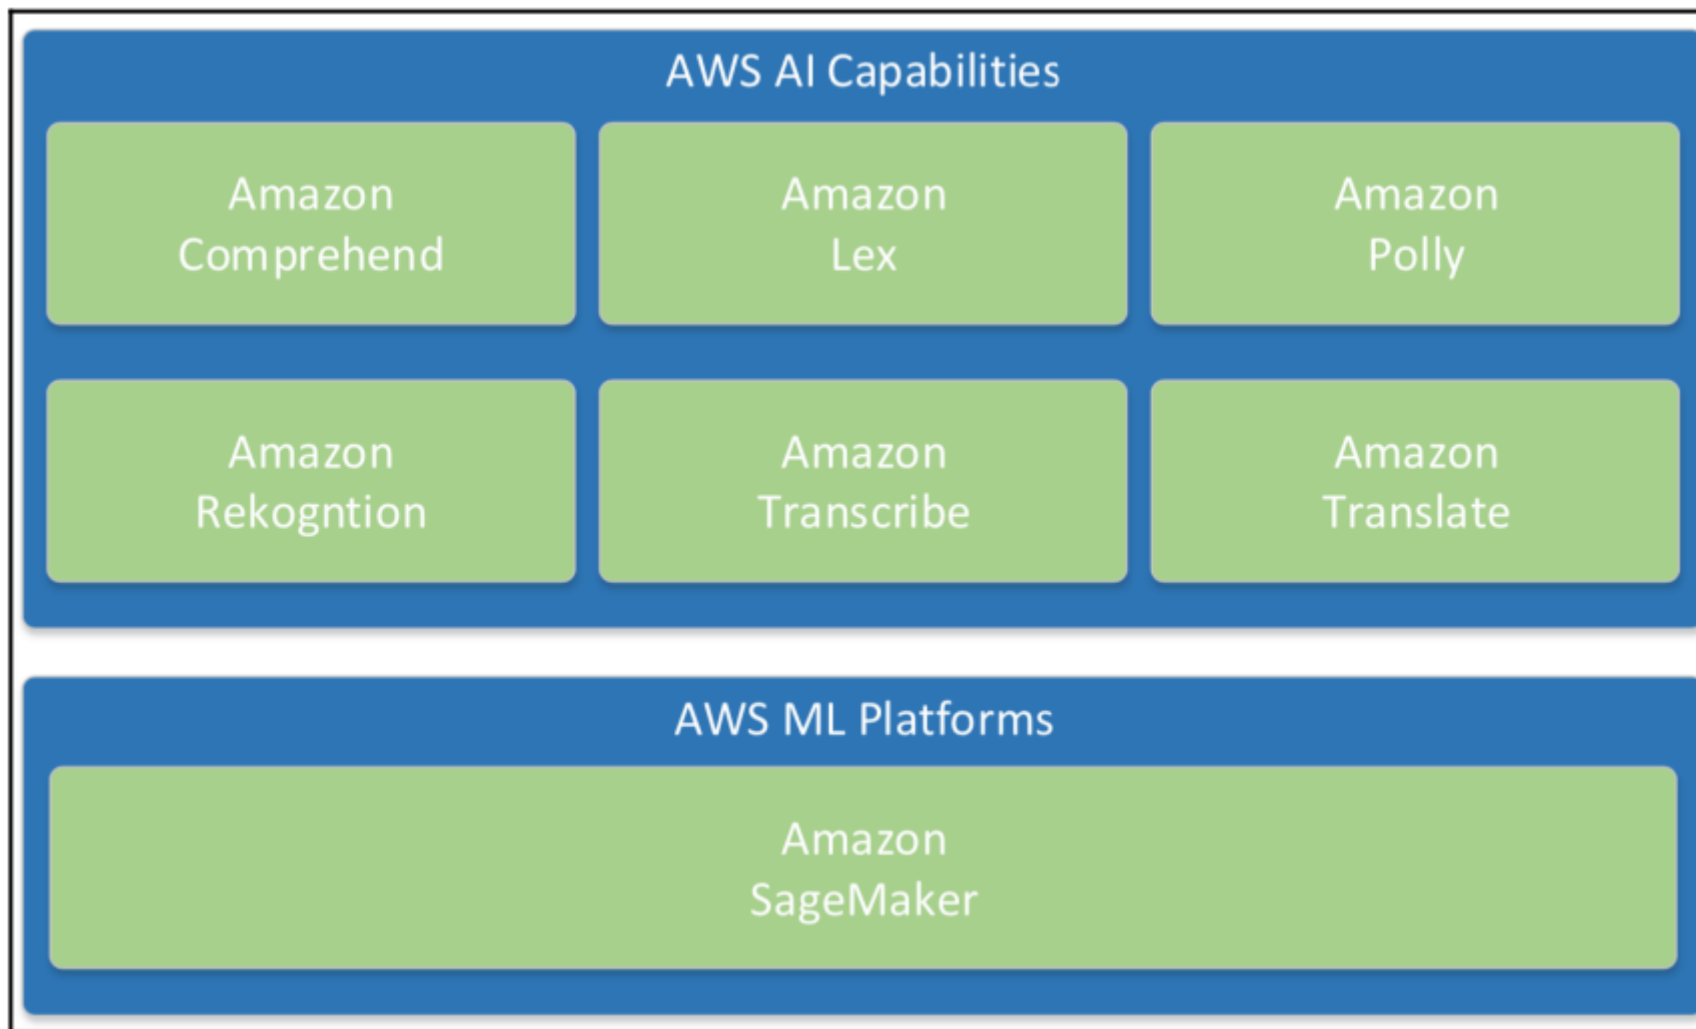 AWS AI Capabilities
Amazon
Comprehend
Amazon
Lex
Amazon
Polly
Amazon
Rekogntion
Amazon
Transcribe
Amazon
Translate
AWS ML Platforms
Amazon
SageMaker